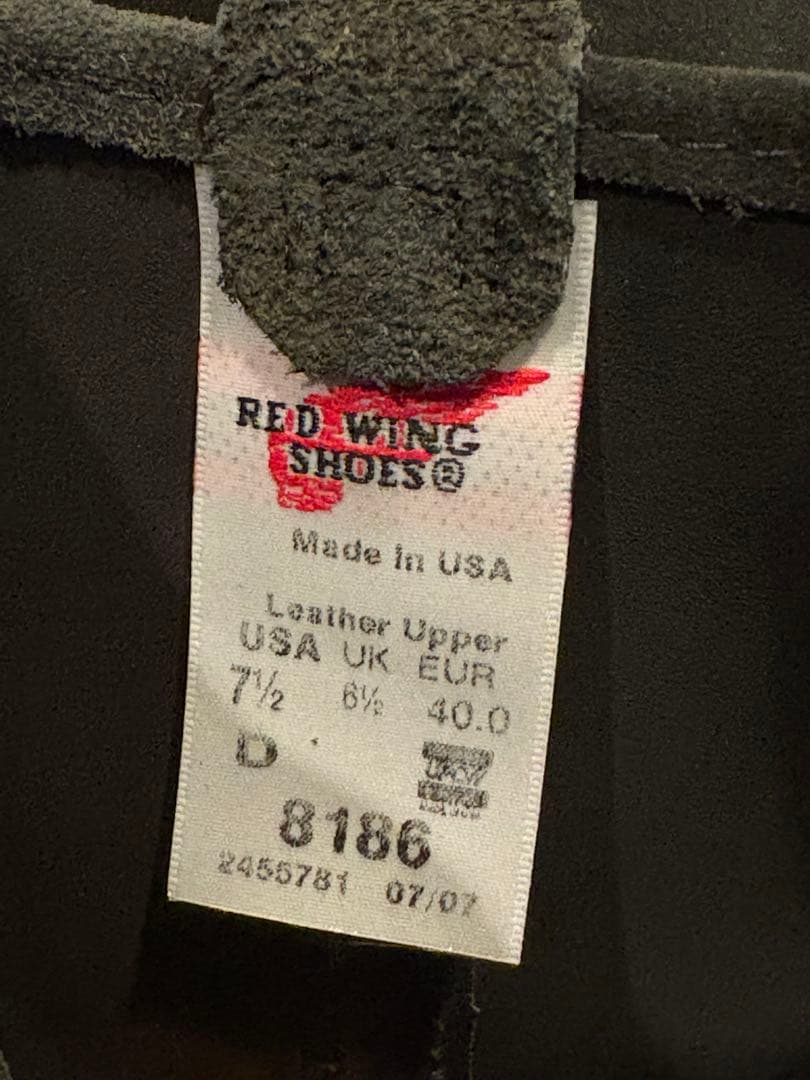 RED WING
SHOES®
Made in USA
Leather Upper
USA UK EUR
7½ 6½ 40.0
D
8186
2455781 07/07